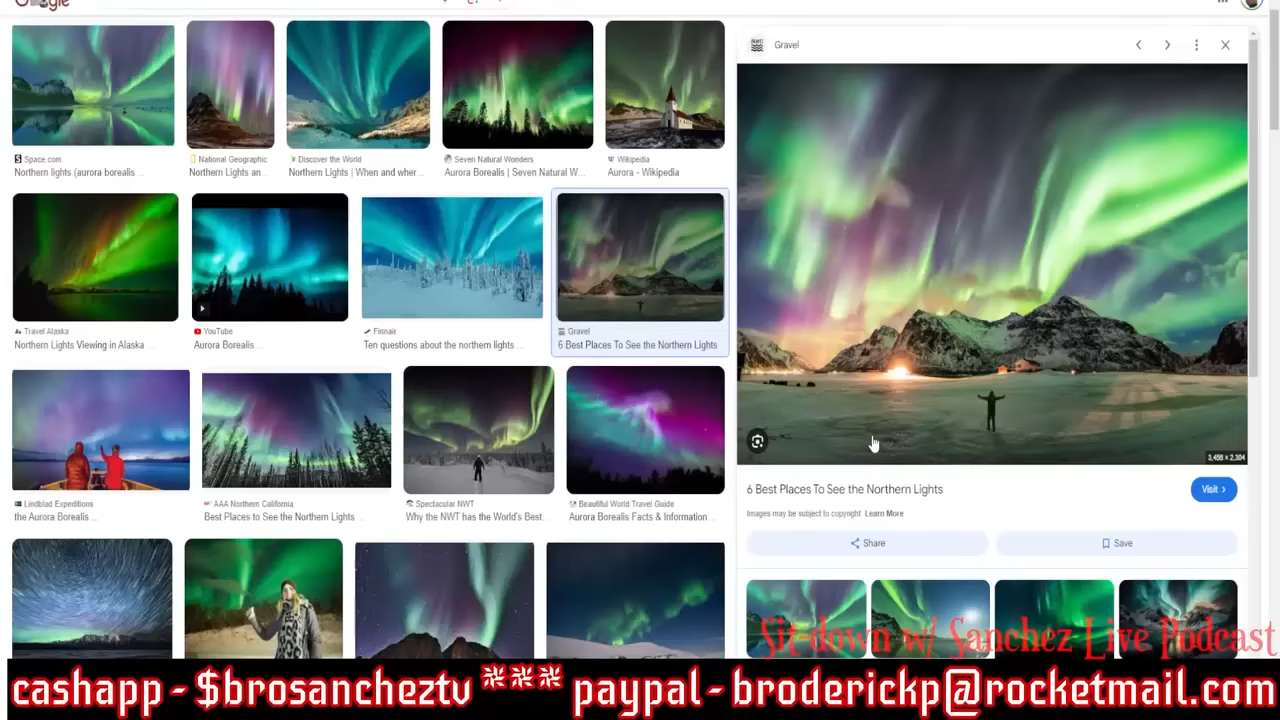 Google
Gravel
Space.com
Northern lights (aurora borealis ...
National Geographic
Northern Lights an...
Discover the World
Northern Lights | When and wher...
Seven Natural Wonders
Aurora Borealis | Seven Natural W...
Wikipedia
Aurora - Wikipedia
Travel Alaska
Northern Lights Viewing in Alaska ...
YouTube
Aurora Borealis ...
Finnair
Ten questions about the northern lights ...
Gravel
6 Best Places To See the Northern Lights
Lindblad Expeditions
the Aurora Borealis ...
AAA Northern California
Best Places to See the Northern Lights ...
Spectacular NWT
Why the NWT has the World's Best...
Beautiful World Travel Guide
Aurora Borealis Facts & Information ...
3,456 × 2,304
6 Best Places To See the Northern Lights
Visit
Images may be subject to copyright Learn More
Share
Save
Sit-down w/ Sanchez Live Podcast
cashapp - $brosancheztv *** paypal - broderickp@rocketmail.com